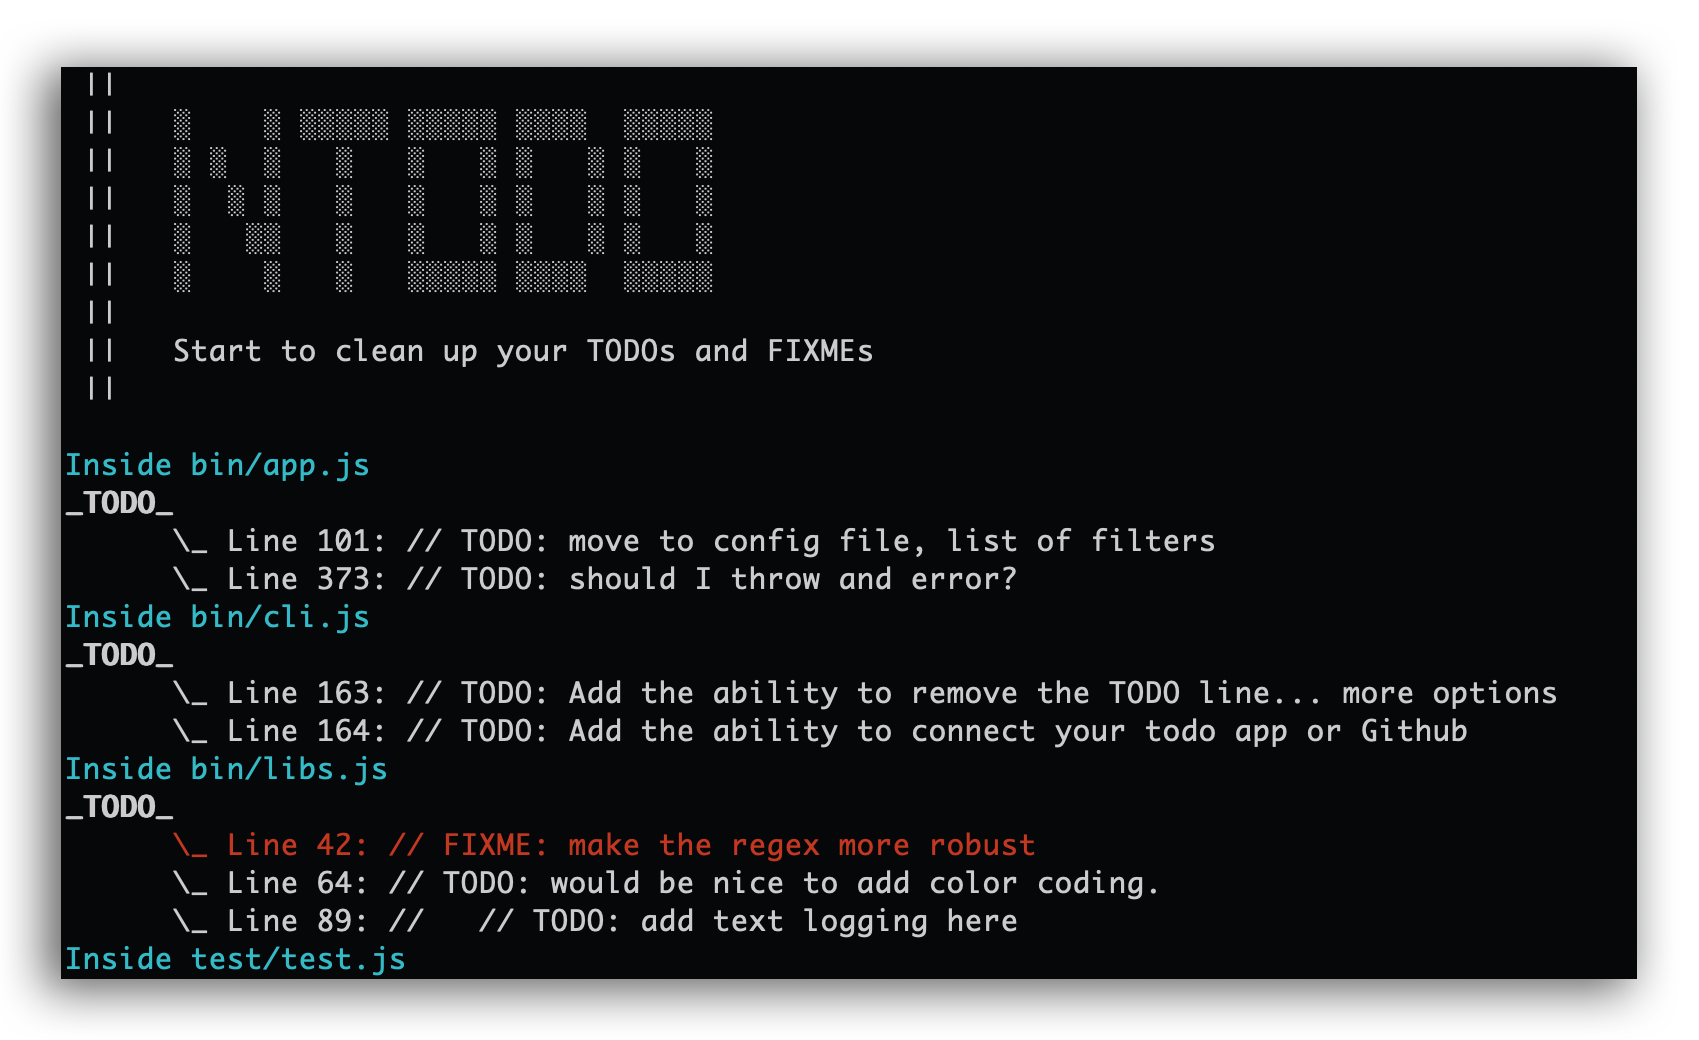 ||
||   NTODO
||
||
||
||
||
||   Start to clean up your TODOs and FIXMEs
||
Inside bin/app.js
_TODO_
\_ Line 101: // TODO: move to config file, list of filters
\_ Line 373: // TODO: should I throw and error?
Inside bin/cli.js
_TODO_
\_ Line 163: // TODO: Add the ability to remove the TODO line... more options
\_ Line 164: // TODO: Add the ability to connect your todo app or Github
Inside bin/libs.js
_TODO_
\_ Line 42: // FIXME: make the regex more robust
\_ Line 64: // TODO: would be nice to add color coding.
\_ Line 89: //   // TODO: add text logging here
Inside test/test.js